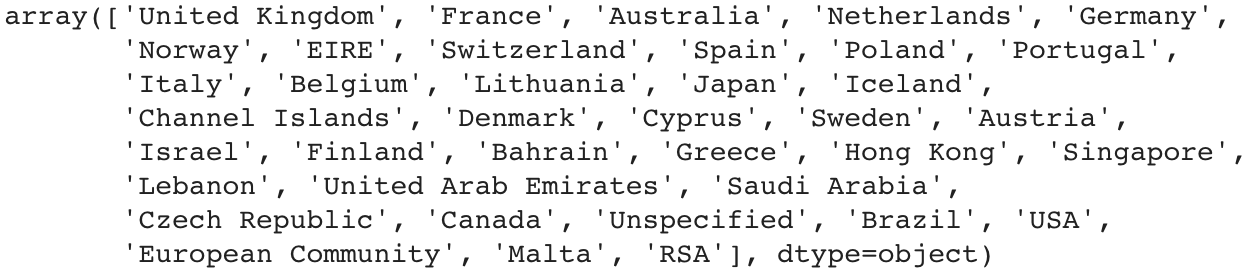 array(['United Kingdom', 'France', 'Australia', 'Netherlands', 'Germany',
'Norway', 'EIRE', 'Switzerland', 'Spain', 'Poland', 'Portugal',
'Italy', 'Belgium', 'Lithuania', 'Japan', 'Iceland',
'Channel Islands', 'Denmark', 'Cyprus', 'Sweden', 'Austria',
'Israel', 'Finland', 'Bahrain', 'Greece', 'Hong Kong', 'Singapore',
'Lebanon', 'United Arab Emirates', 'Saudi Arabia',
'Czech Republic', 'Canada', 'Unspecified', 'Brazil', 'USA',
'European Community', 'Malta', 'RSA'], dtype=object)